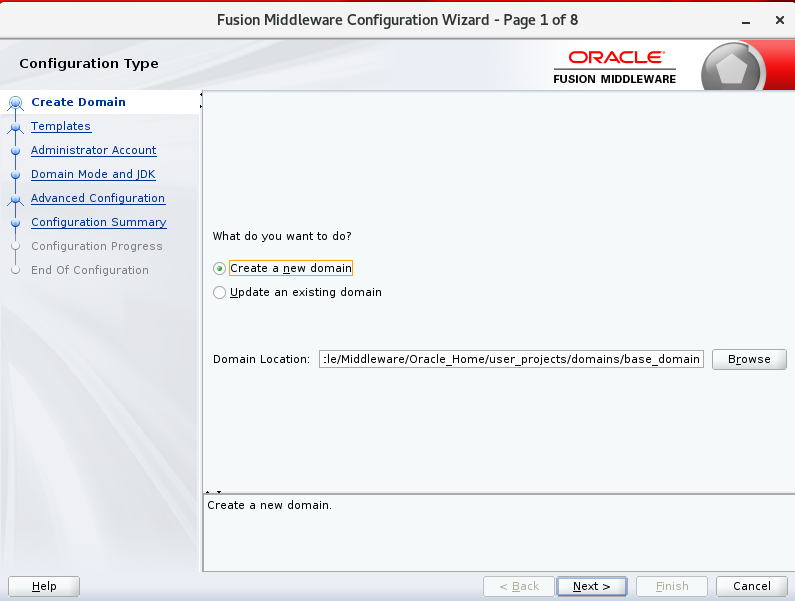 Fusion Middleware Configuration Wizard - Page 1 of 8
Configuration Type
ORACLE
FUSION MIDDLEWARE
Create Domain
Templates
Administrator Account
Domain Mode and JDK
Advanced Configuration
Configuration Summary
Configuration Progress
End Of Configuration
What do you want to do?
Create a new domain
Update an existing domain
Domain Location: :le/Middleware/Oracle_Home/user_projects/domains/base_domain Browse
Create a new domain.
Help < Back Next > Finish Cancel